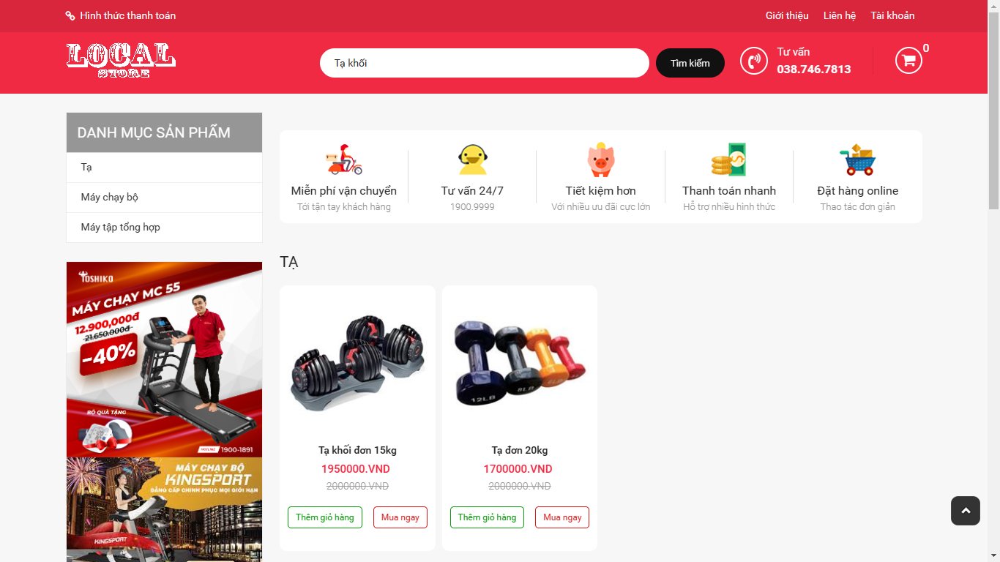 Hình thức thanh toán
Giới thiệu
Liên hệ
Tài khoản
LOCAL
STORE
Tạ khối
Tìm kiếm
Tư vấn
038.746.7813
0
DANH MỤC SẢN PHẨM
Tạ
Máy chạy bộ
Máy tập tổng hợp
Miễn phí vận chuyển
Tới tận tay khách hàng
Tư vấn 24/7
1900.9999
Tiết kiệm hơn
Với nhiều ưu đãi cực lớn
Thanh toán nhanh
Hỗ trợ nhiều hình thức
Đặt hàng online
Thao tác đơn giản
TOSHIKO
MÁY CHẠY MC 55
12.900,000đ
21.650.000đ
-40%
BỘ QUÀ TẶNG
HOTLINE 1900-1891
MÁY CHẠY BỘ
KINGSPORT
ĐẲNG CẤP CHINH PHỤC MỌI GIỚI HẠN
KINGSPORT
TẠ
12LB
8LB
Tạ khối đơn 15kg
1950000.VND
2000000.VND
Thêm giỏ hàng
Mua ngay
Tạ đơn 20kg
1700000.VND
2000000.VND
Thêm giỏ hàng
Mua ngay